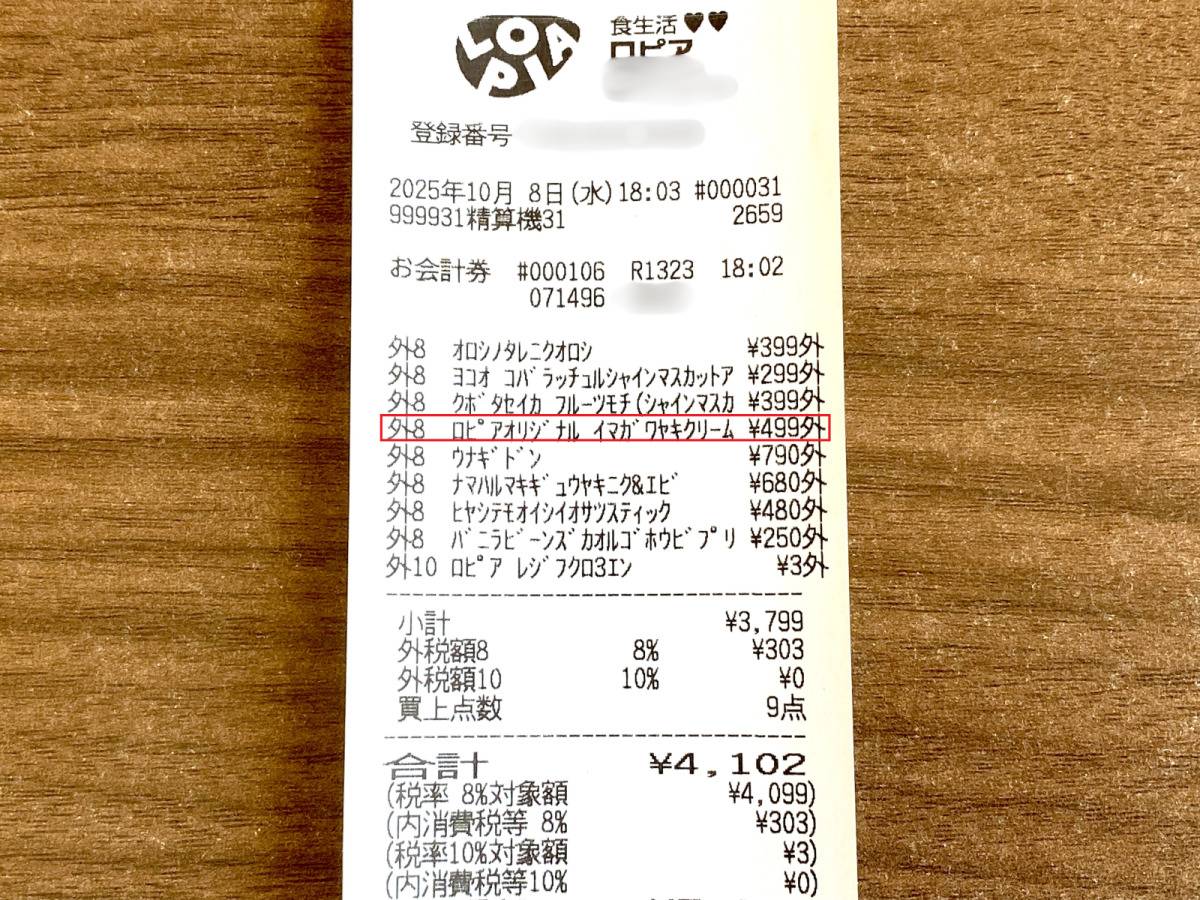 LOPIA
食生活♥♥
ロピア
登録番号
2025年10月 8日(水)18:03 #000031
999931精算機31 2659
お会計券 #000106 R1323 18:02
071496
外8 ｵﾛｼﾉﾀﾚﾆｸｵﾛｼ ¥399外
外8 ﾖｺｵ ｺﾊﾞﾗｯﾁｭﾙｼｬｲﾝﾏｽｶｯﾄｱ ¥299外
外8 ｸﾎﾞﾀｾｲｶ ﾌﾙｰﾂﾓﾁ(ｼｬｲﾝﾏｽｶ ¥399外
外8 ﾛﾋﾟｱｵﾘｼﾞﾅﾙ ｲﾏｶﾞﾜﾔｷｸﾘｰﾑ ¥499外
外8 ｳﾅｷﾞﾄﾞﾝ ¥790外
外8 ﾅﾏﾊﾙﾏｷｷﾞｭｳﾔｷﾆｸ&ｴﾋﾞ ¥680外
外8 ﾋﾔｼﾃﾓｵｲｼｲｵｻﾂｽﾃｨｯｸ ¥480外
外8 ﾊﾞﾆﾗﾋﾞｰﾝｽﾞｶｵﾙｺﾞﾎｳﾋﾞﾌﾟﾘ ¥250外
外10 ﾛﾋﾟｱ ﾚｼﾞﾌｸﾛ3ｴﾝ ¥3外
小計 ¥3,799
外税額8 8% ¥303
外税額10 10% ¥0
買上点数 9点
合計 ¥4,102
(税率 8%対象額 ¥4,099)
(内消費税等 8% ¥303)
(税率10%対象額 ¥3)
(内消費税等10% ¥0)